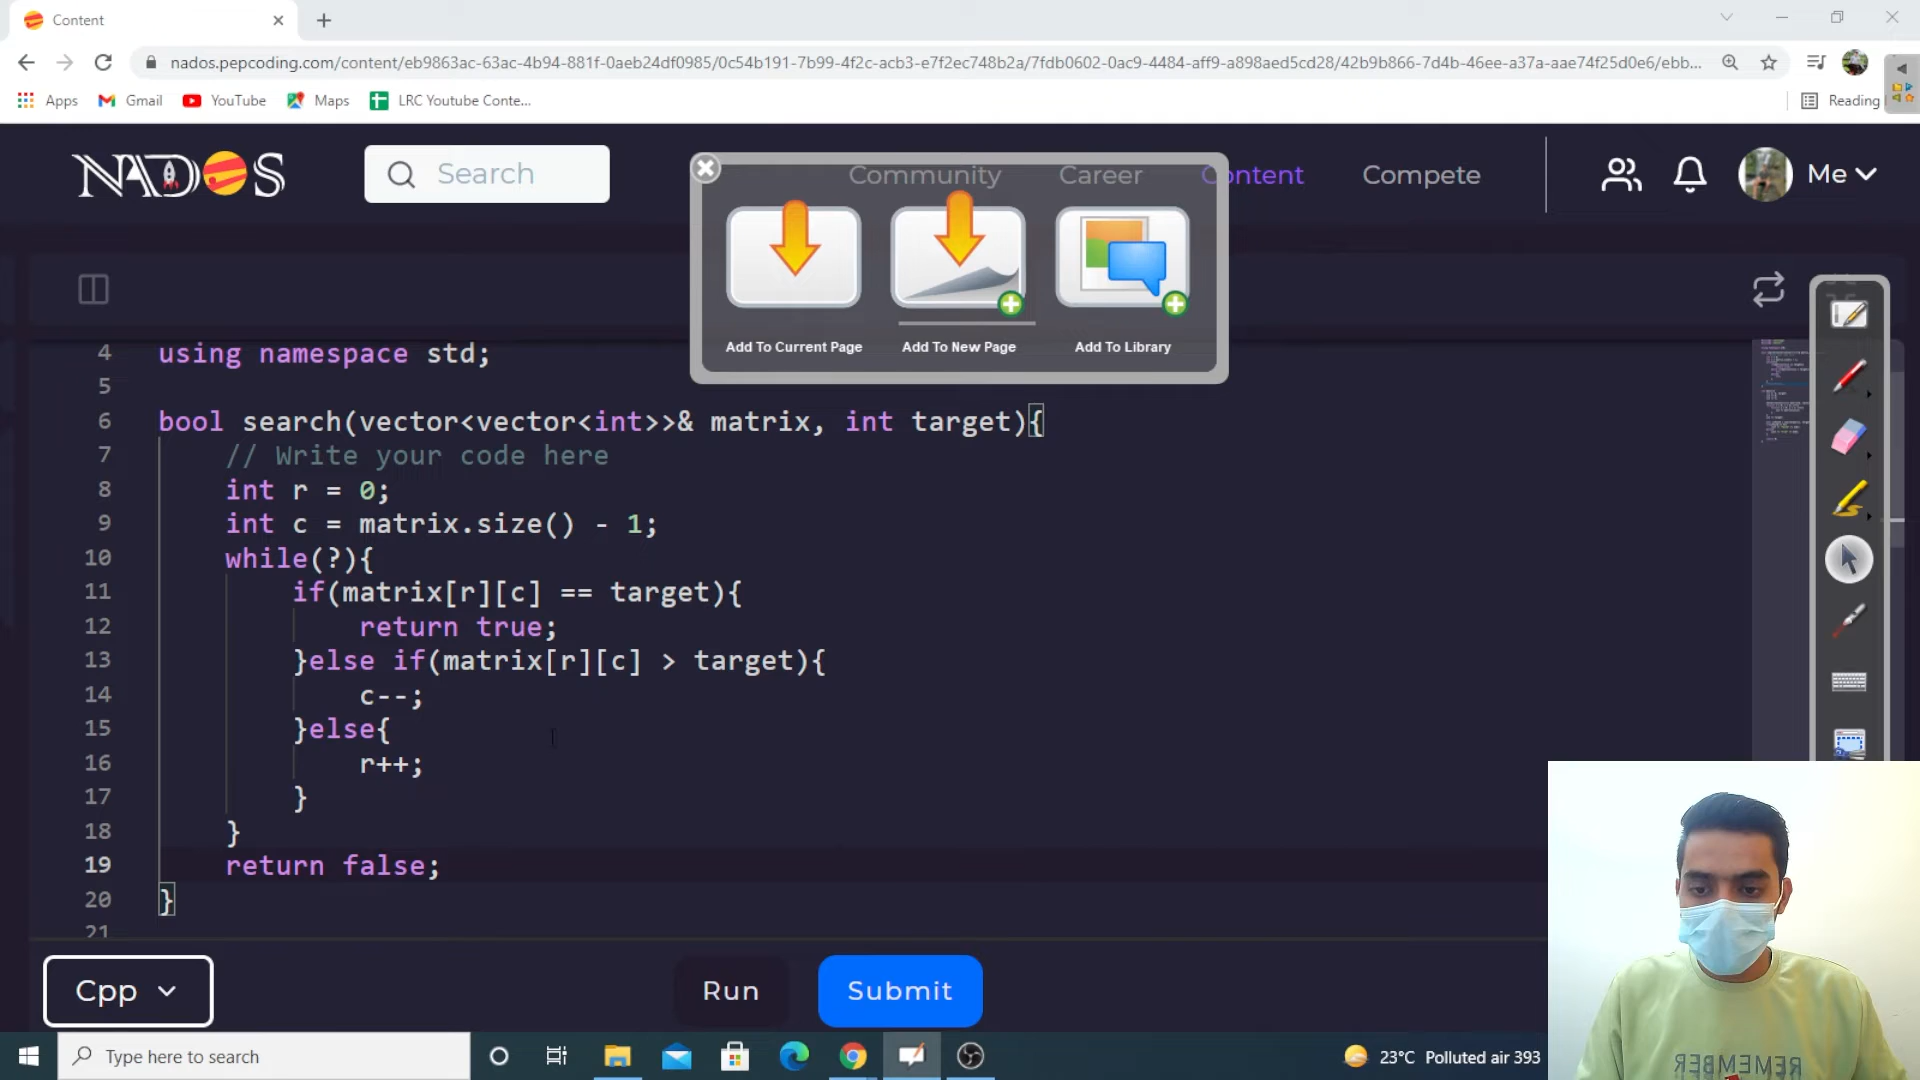 Content
nados.pepcoding.com/content/eb9863ac-63ac-4b94-881f-0aeb24df0985/0c54b191-7b99-4f2c-acb3-e7f2ec748b2a/7fdb0602-0ac9-4484-aff9-a898aed5cd28/42b9b866-7d4b-46ee-a37a-aae74f25d0e6/ebb...
Apps Gmail YouTube Maps LRC Youtube Conte... Reading
NADOS Search Community Career Content Compete Me
Add To Current Page Add To New Page Add To Library
4 using namespace std;
5
6 bool search(vector<vector<int>>& matrix, int target){
7 // Write your code here
8 int r = 0;
9 int c = matrix.size() - 1;
10 while(?){
11 if(matrix[r][c] == target){
12 return true;
13 }else if(matrix[r][c] > target){
14 c--;
15 }else{
16 r++;
17 }
18 }
19 return false;
20 }
21
Cpp Run Submit
REMEMBER
Type here to search 23°C Polluted air 393